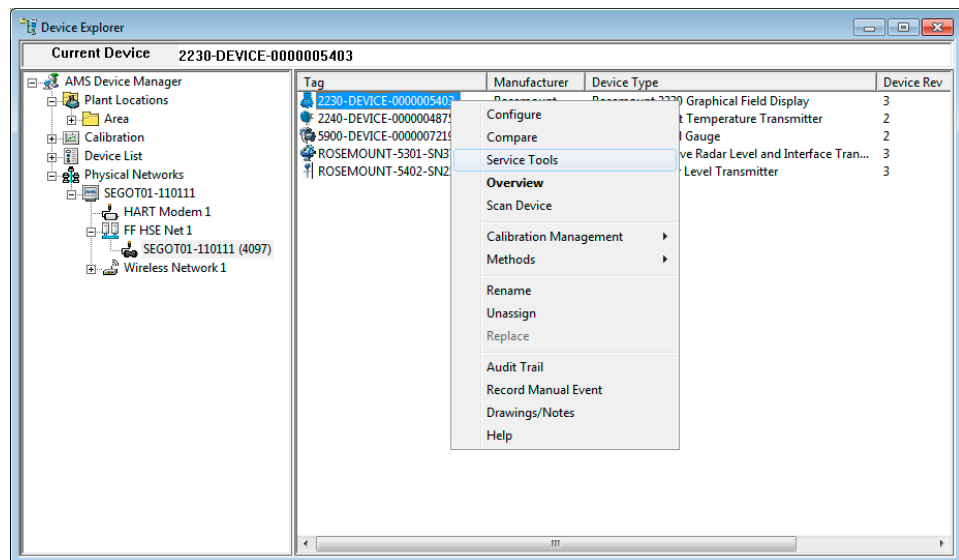 Device Explorer
Current Device 2230-DEVICE-0000005403
AMS Device Manager
Plant Locations
Area
Calibration
Device List
Physical Networks
SEGOT01-110111
HART Modem 1
FF HSE Net 1
SEGOT01-110111 (4097)
Wireless Network 1
Tag Manufacturer Device Type Device Rev
2230-DEVICE-0000005403 Rosemount Rosemount 2230 Graphical Field Display 3
2240-DEVICE-000000487 Temperature Transmitter 2
5900-DEVICE-0000007219 Gauge 2
ROSEMOUNT-5301-SN3 Radar Level and Interface Tran... 3
ROSEMOUNT-5402-SN2 Level Transmitter 3
Configure
Compare
Service Tools
Overview
Scan Device
Calibration Management
Methods
Rename
Unassign
Replace
Audit Trail
Record Manual Event
Drawings/Notes
Help